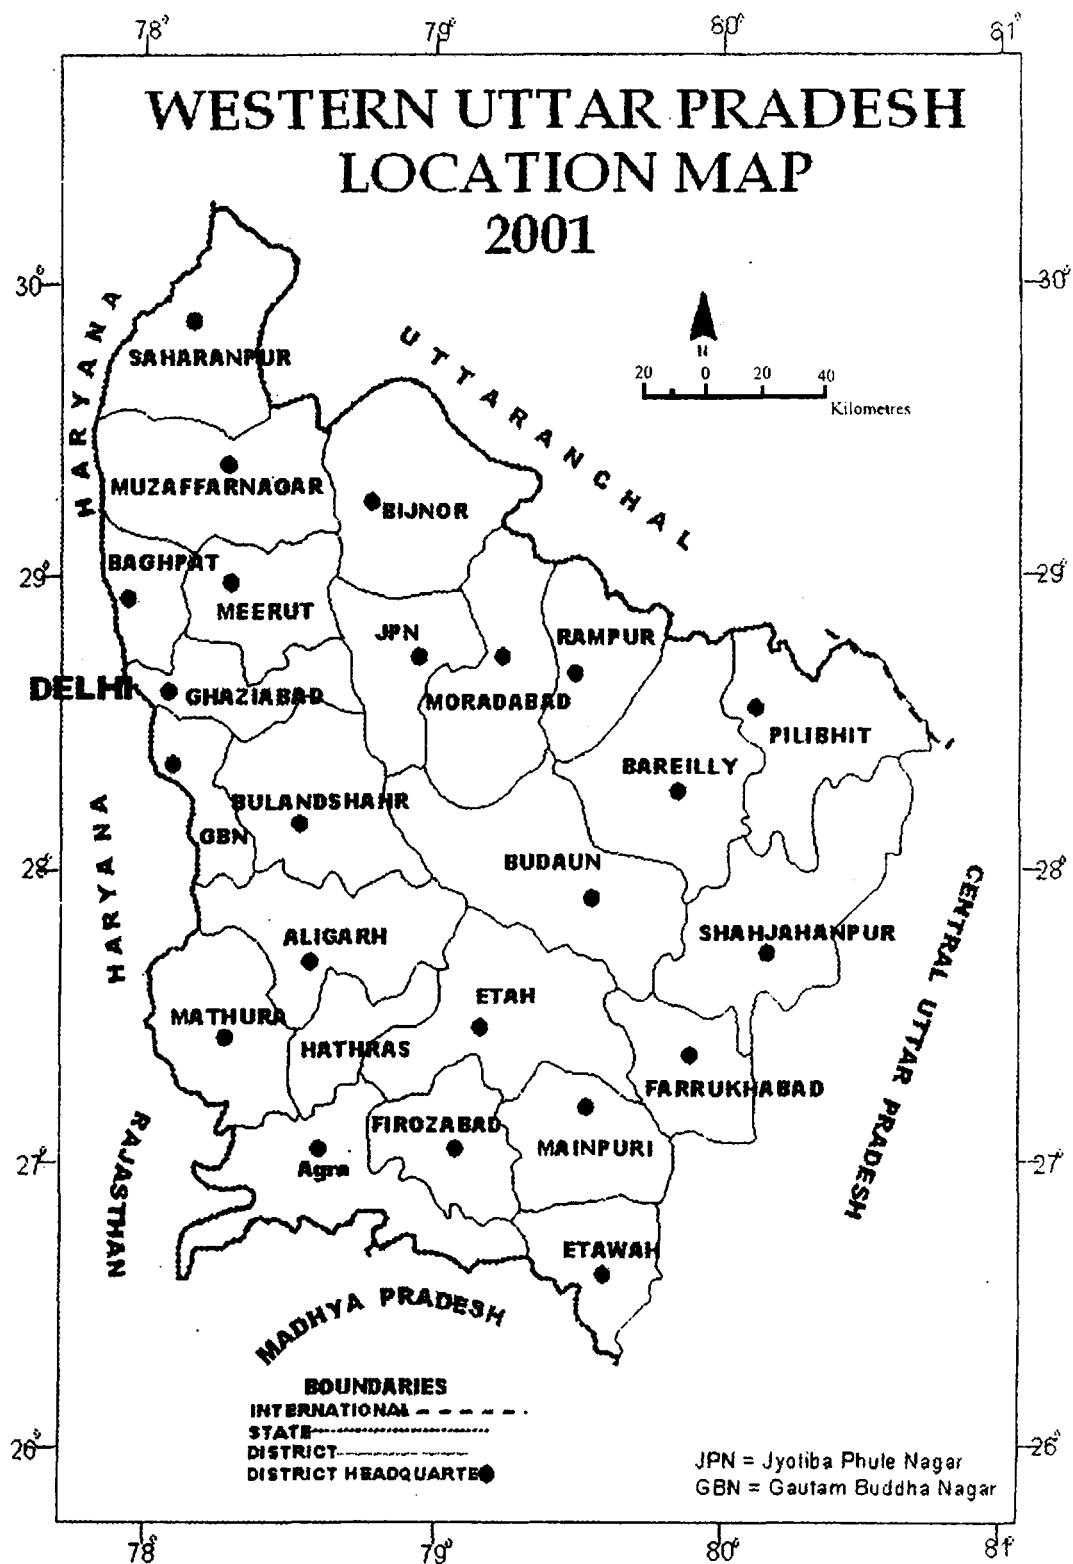 78° 79° 80° 81°
WESTERN UTTAR PRADESH
LOCATION MAP
2001
30° 30°
HARYANA
UTTARANCHAL
N
20 0 20 40
Kilometres
SAHARANPUR
MUZAFFARNAGAR
BIJNOR
BAGHPAT
29° 29°
MEERUT
JPN
RAMPUR
DELHI
GHAZIABAD
MORADABAD
PILIBHIT
BAREILLY
BULANDSHAHR
GBN
HARYANA
BUDAUN
28° 28°
CENTRAL UTTAR PRADESH
ALIGARH
SHAHJAHANPUR
ETAH
MATHURA
HATHRAS
FARRUKHABAD
RAJASTHAN
FIROZABAD
MAINPURI
27° 27°
Agra
ETAWAH
MADHYA PRADESH
BOUNDARIES
INTERNATIONAL
STATE
DISTRICT
DISTRICT HEADQUARTE
26° 26°
JPN = Jyotiba Phule Nagar
GBN = Gautam Buddha Nagar
78° 79° 80° 81°